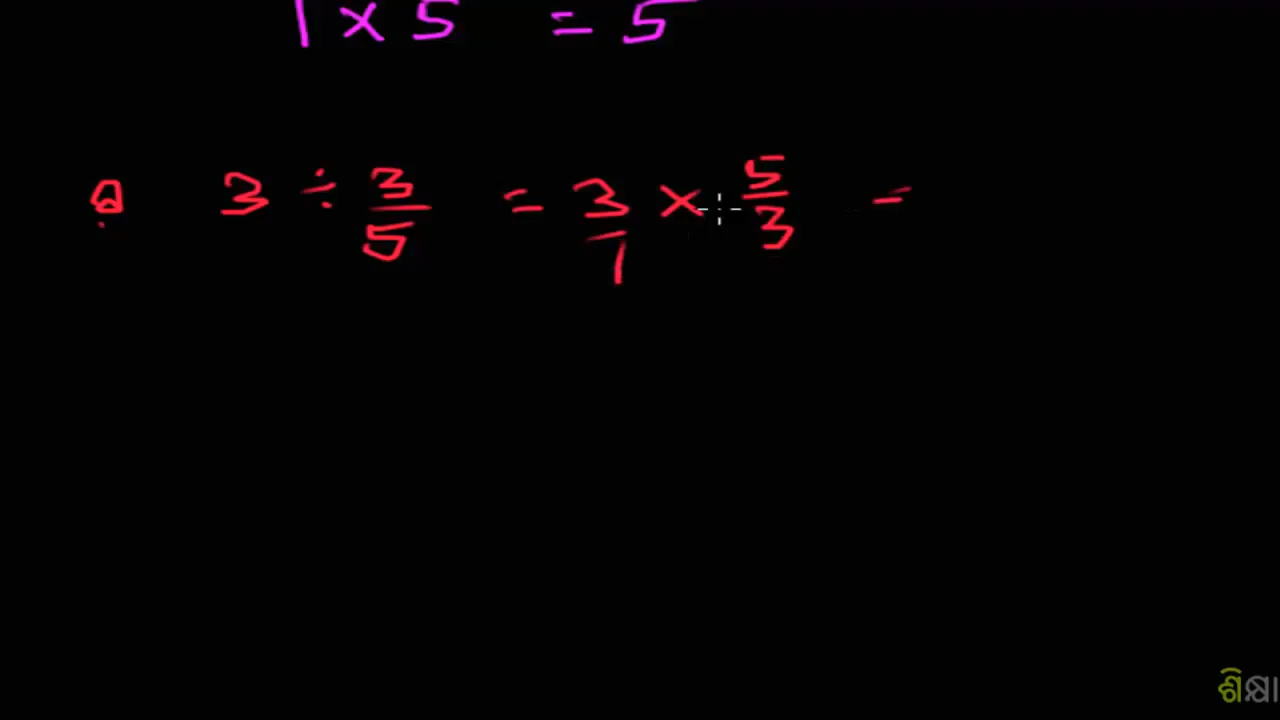 1 × 5 = 5
3 ÷ 3/5 = 3/1 × 5/3 =
ଶିକ୍ଷା